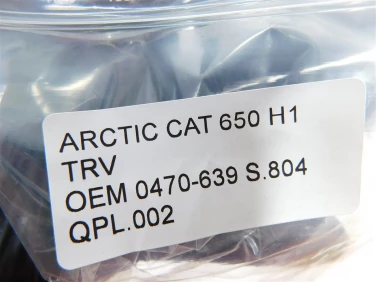 ARCTIC CAT 650 H1
TRV
OEM 0470-639 S.804
QPL.002